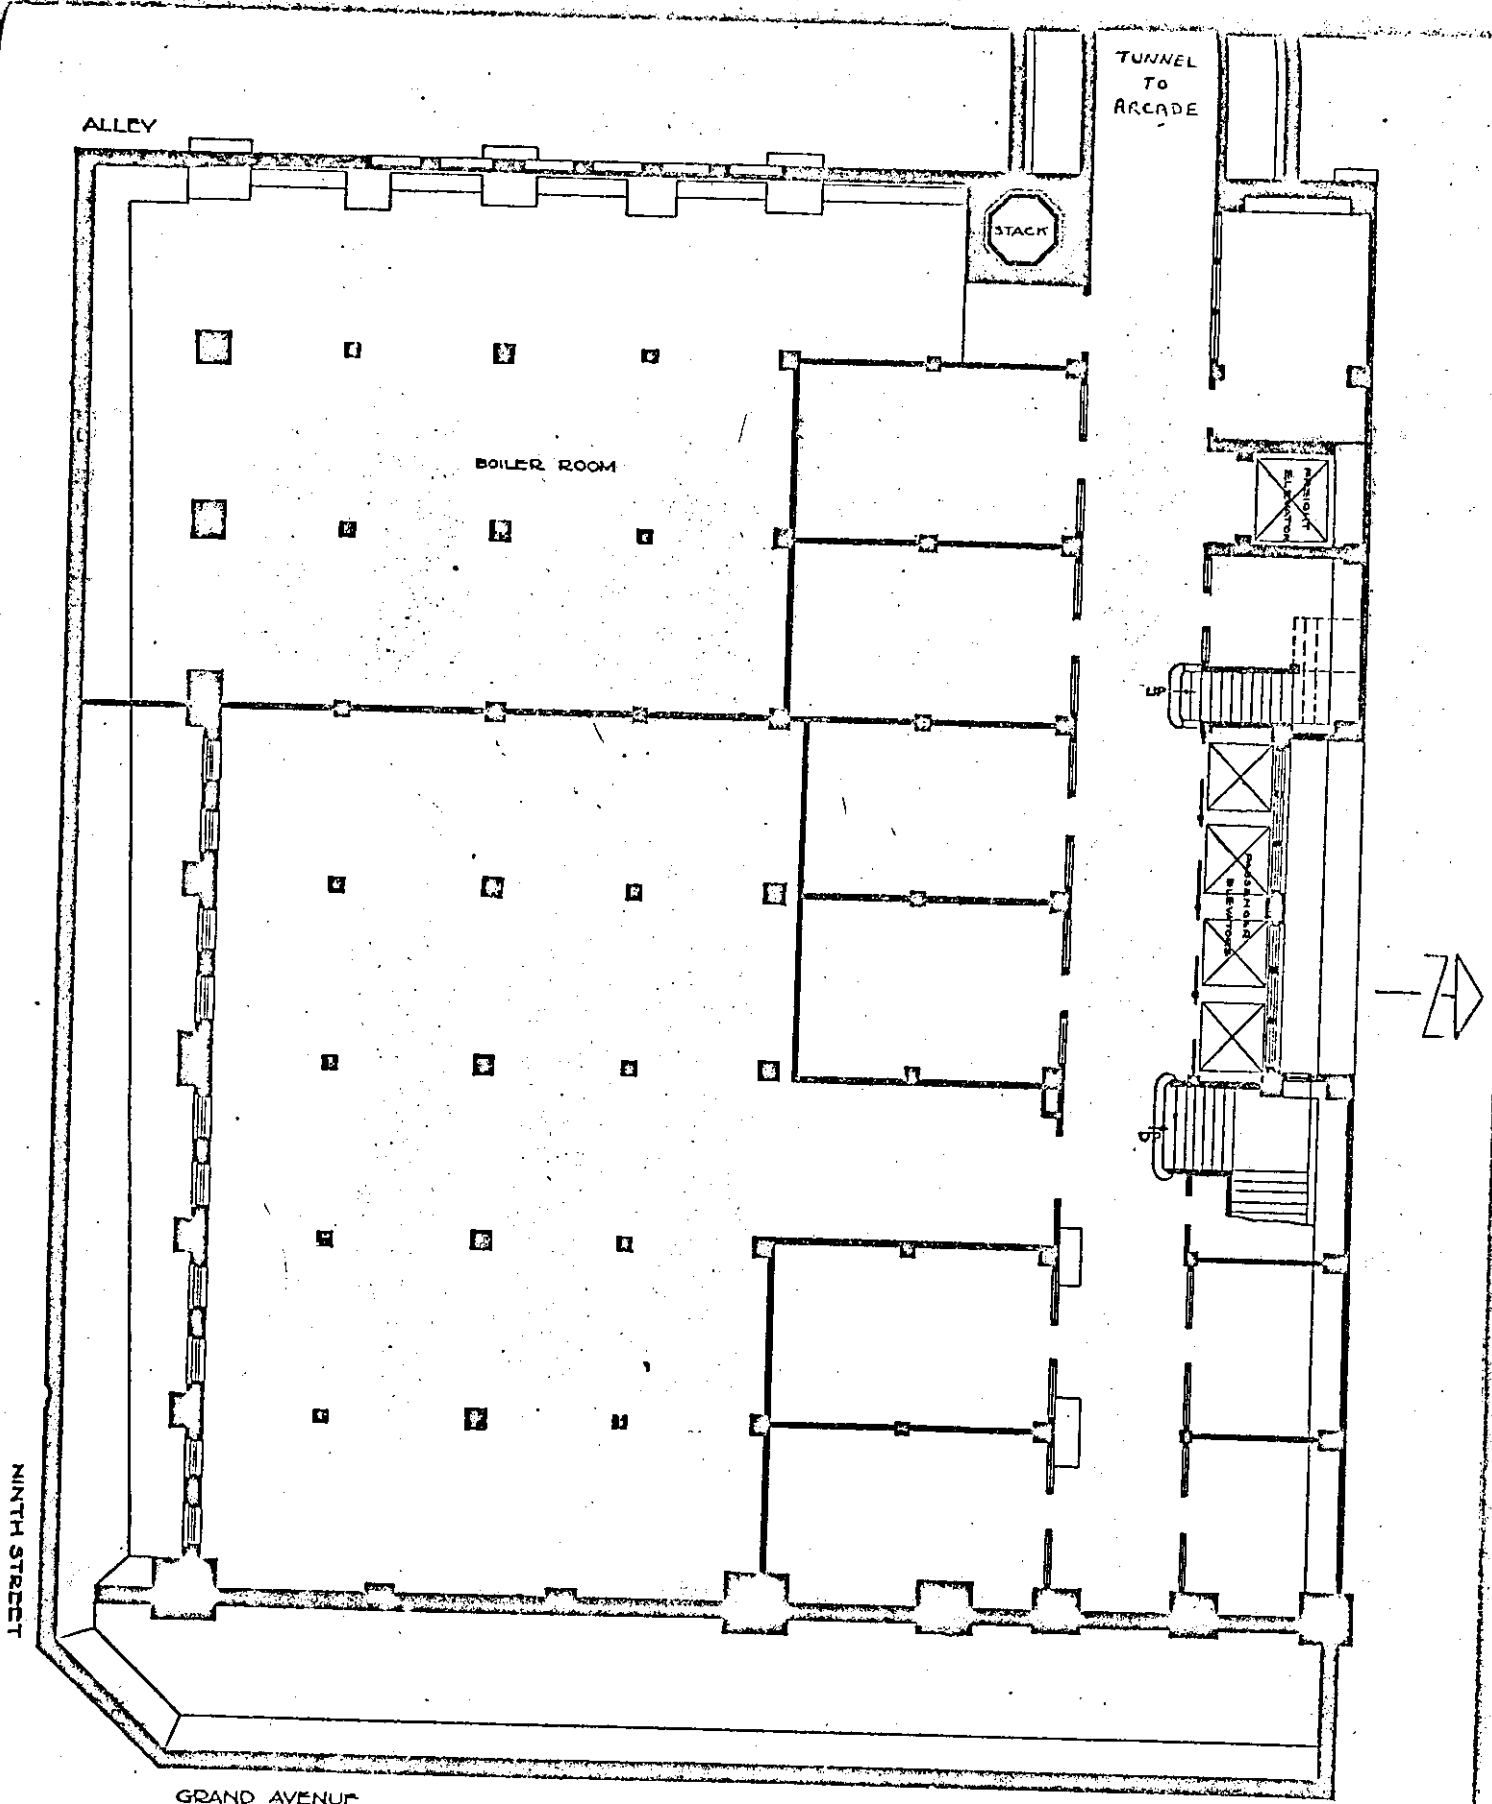 TUNNEL
TO
ARCADE
ALLEY
STACK
BOILER ROOM
FREIGHT
ELEVATOR
UP
PASSENGER
ELEVATORS
UP
N
NINTH STREET
GRAND AVENUE